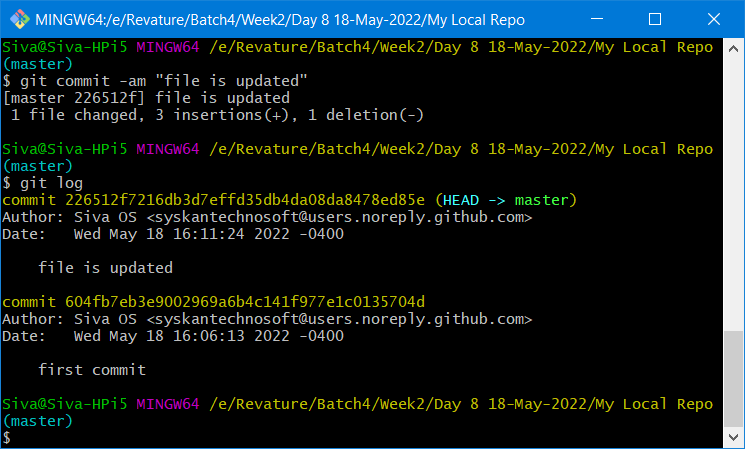 MINGW64:/e/Revature/Batch4/Week2/Day 8 18-May-2022/My Local Repo
Siva@Siva-HPi5 MINGW64 /e/Revature/Batch4/Week2/Day 8 18-May-2022/My Local Repo
(master)
$ git commit -am "file is updated"
[master 226512f] file is updated
 1 file changed, 3 insertions(+), 1 deletion(-)
Siva@Siva-HPi5 MINGW64 /e/Revature/Batch4/Week2/Day 8 18-May-2022/My Local Repo
(master)
$ git log
commit 226512f7216db3d7effd35db4da08da8478ed85e (HEAD -> master)
Author: Siva OS <syskantechnosoft@users.noreply.github.com>
Date:   Wed May 18 16:11:24 2022 -0400
    file is updated
commit 604fb7eb3e9002969a6b4c141f977e1c0135704d
Author: Siva OS <syskantechnosoft@users.noreply.github.com>
Date:   Wed May 18 16:06:13 2022 -0400
    first commit
Siva@Siva-HPi5 MINGW64 /e/Revature/Batch4/Week2/Day 8 18-May-2022/My Local Repo
(master)
$